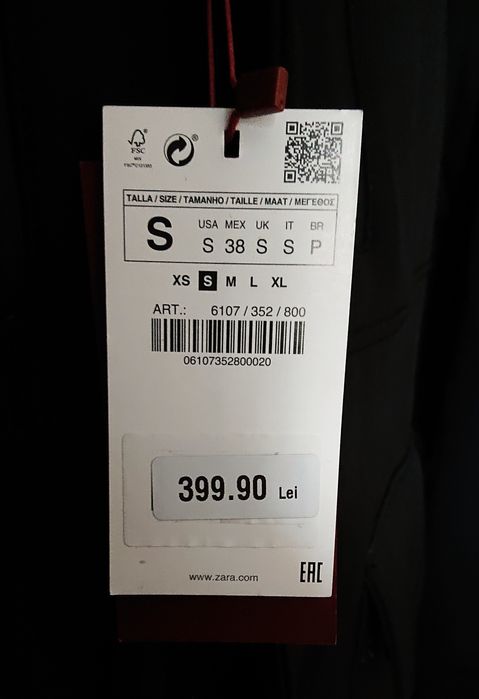 FSC
TALLA / SIZE / TAMANHO / TAILLE / MAAT / ΜΕΓΕΘΟΣ
S
USA MEX UK IT BR
S 38 S S P
XS S M L XL
ART.: 6107 / 352 / 800
06107352800020
399.90 Lei
www.zara.com
EAC